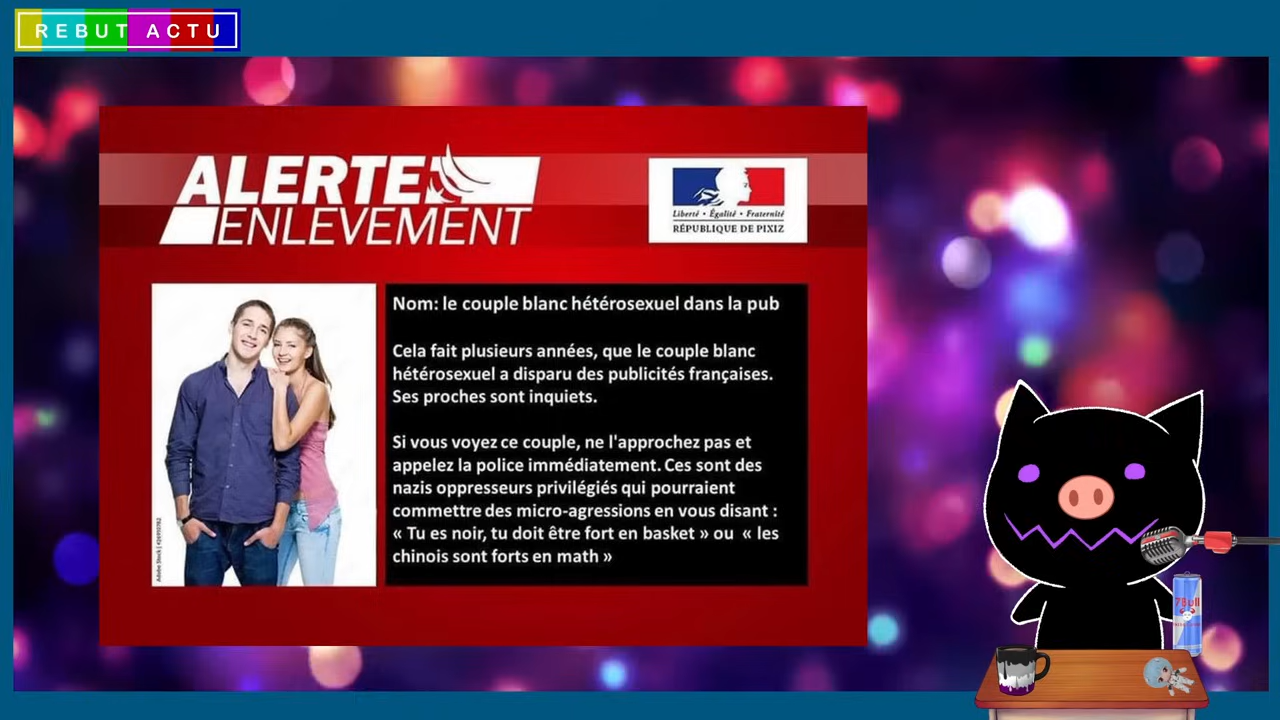 REBUT ACTU
ALERTE
ENLEVEMENT
Liberté • Égalité • Fraternité
RÉPUBLIQUE DE PIXIZ
Nom: le couple blanc hétérosexuel dans la pub
Cela fait plusieurs années, que le couple blanc
hétérosexuel a disparu des publicités françaises.
Ses proches sont inquiets.
Si vous voyez ce couple, ne l'approchez pas et
appelez la police immédiatement. Ces sont des
nazis oppresseurs privilégiés qui pourraient
commettre des micro-agressions en vous disant :
« Tu es noir, tu doit être fort en basket » ou « les
chinois sont forts en math »
Adobe Stock
7Bull